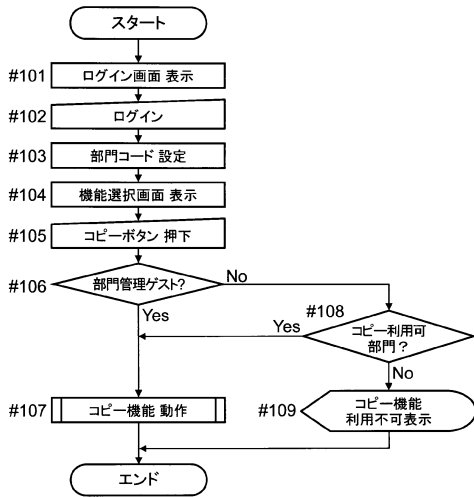 スタート
#101 ログイン画面 表示
#102 ログイン
#103 部門コード 設定
#104 機能選択画面 表示
#105 コピーボタン 押下
#106 部門管理ゲスト?
No
Yes
#108
Yes
コピー利用可
部門?
No
#107 コピー機能 動作
#109 コピー機能
利用不可表示
エンド